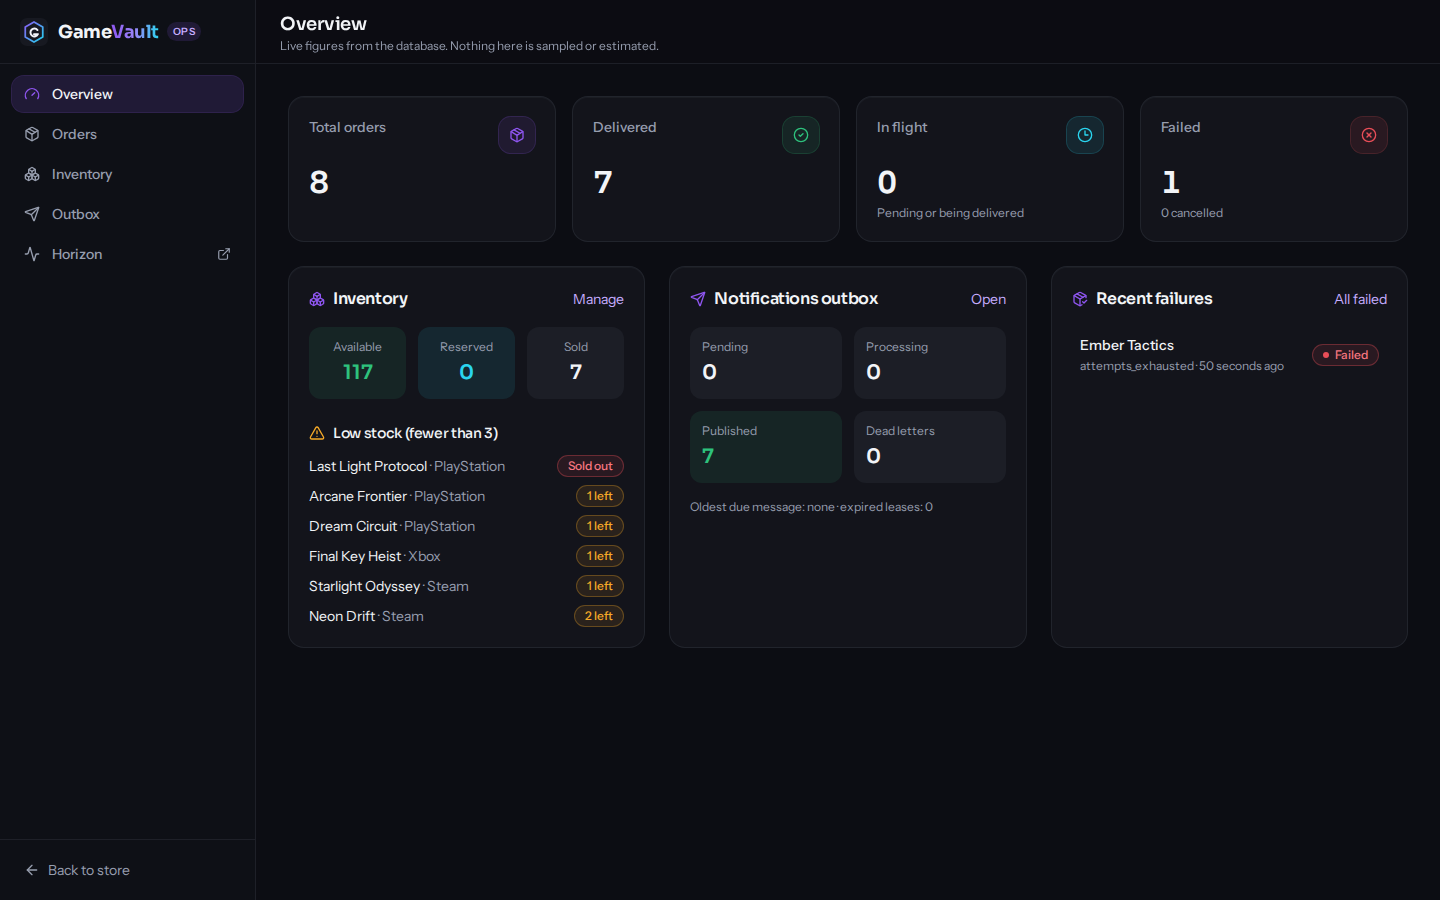 GameVault OPS
Overview
Orders
Inventory
Outbox
Horizon
Back to store
Overview
Live figures from the database. Nothing here is sampled or estimated.
Total orders
8
Delivered
7
In flight
0
Pending or being delivered
Failed
1
0 cancelled
Inventory Manage
Available Reserved Sold
117 0 7
Low stock (fewer than 3)
Last Light Protocol · PlayStation Sold out
Arcane Frontier · PlayStation 1 left
Dream Circuit · PlayStation 1 left
Final Key Heist · Xbox 1 left
Starlight Odyssey · Steam 1 left
Neon Drift · Steam 2 left
Notifications outbox Open
Pending Processing
0 0
Published Dead letters
7 0
Oldest due message: none · expired leases: 0
Recent failures All failed
Ember Tactics
attempts_exhausted · 50 seconds ago
Failed